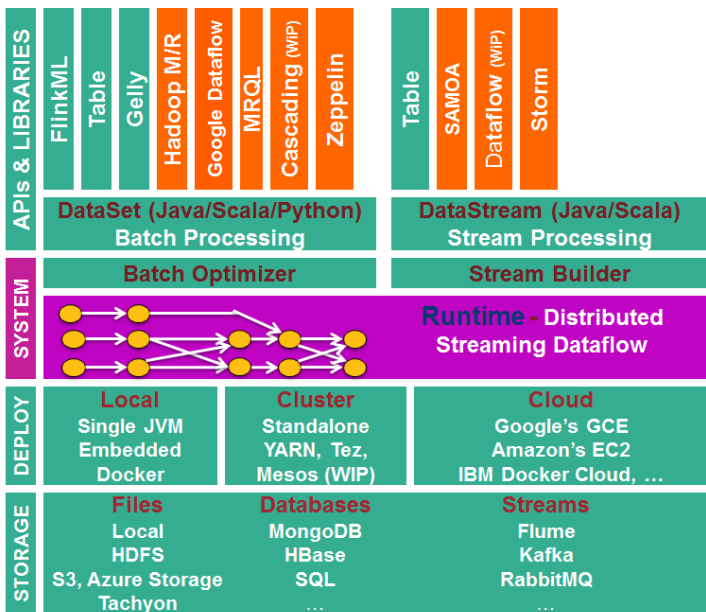 APIs & LIBRARIES
FlinkML
Table
Gelly
Hadoop M/R
Google Dataflow
MRQL
Cascading (WiP)
Zeppelin
Table
SAMOA
Dataflow (WiP)
Storm
DataSet (Java/Scala/Python)
Batch Processing
DataStream (Java/Scala)
Stream Processing
SYSTEM
Batch Optimizer
Stream Builder
Runtime - Distributed
Streaming Dataflow
DEPLOY
Local
Single JVM
Embedded
Docker
Cluster
Standalone
YARN, Tez,
Mesos (WIP)
Cloud
Google's GCE
Amazon's EC2
IBM Docker Cloud, …
STORAGE
Files
Local
HDFS
S3, Azure Storage
Tachyon
Databases
MongoDB
HBase
SQL
…
Streams
Flume
Kafka
RabbitMQ
…